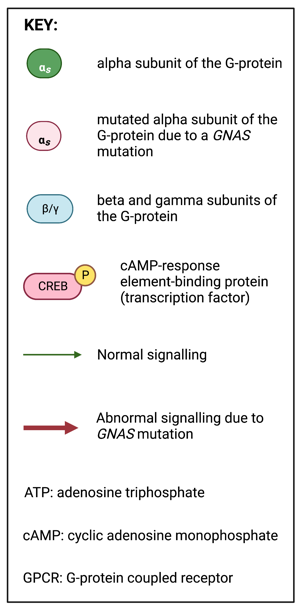 KEY:
αs
alpha subunit of the G-protein
αs
mutated alpha subunit of the
G-protein due to a GNAS
mutation
β/γ
beta and gamma subunits of
the G-protein
CREB
P
cAMP-response
element-binding protein
(transcription factor)
Normal signalling
Abnormal signalling due to
GNAS mutation
ATP: adenosine triphosphate
cAMP: cyclic adenosine monophosphate
GPCR: G-protein coupled receptor